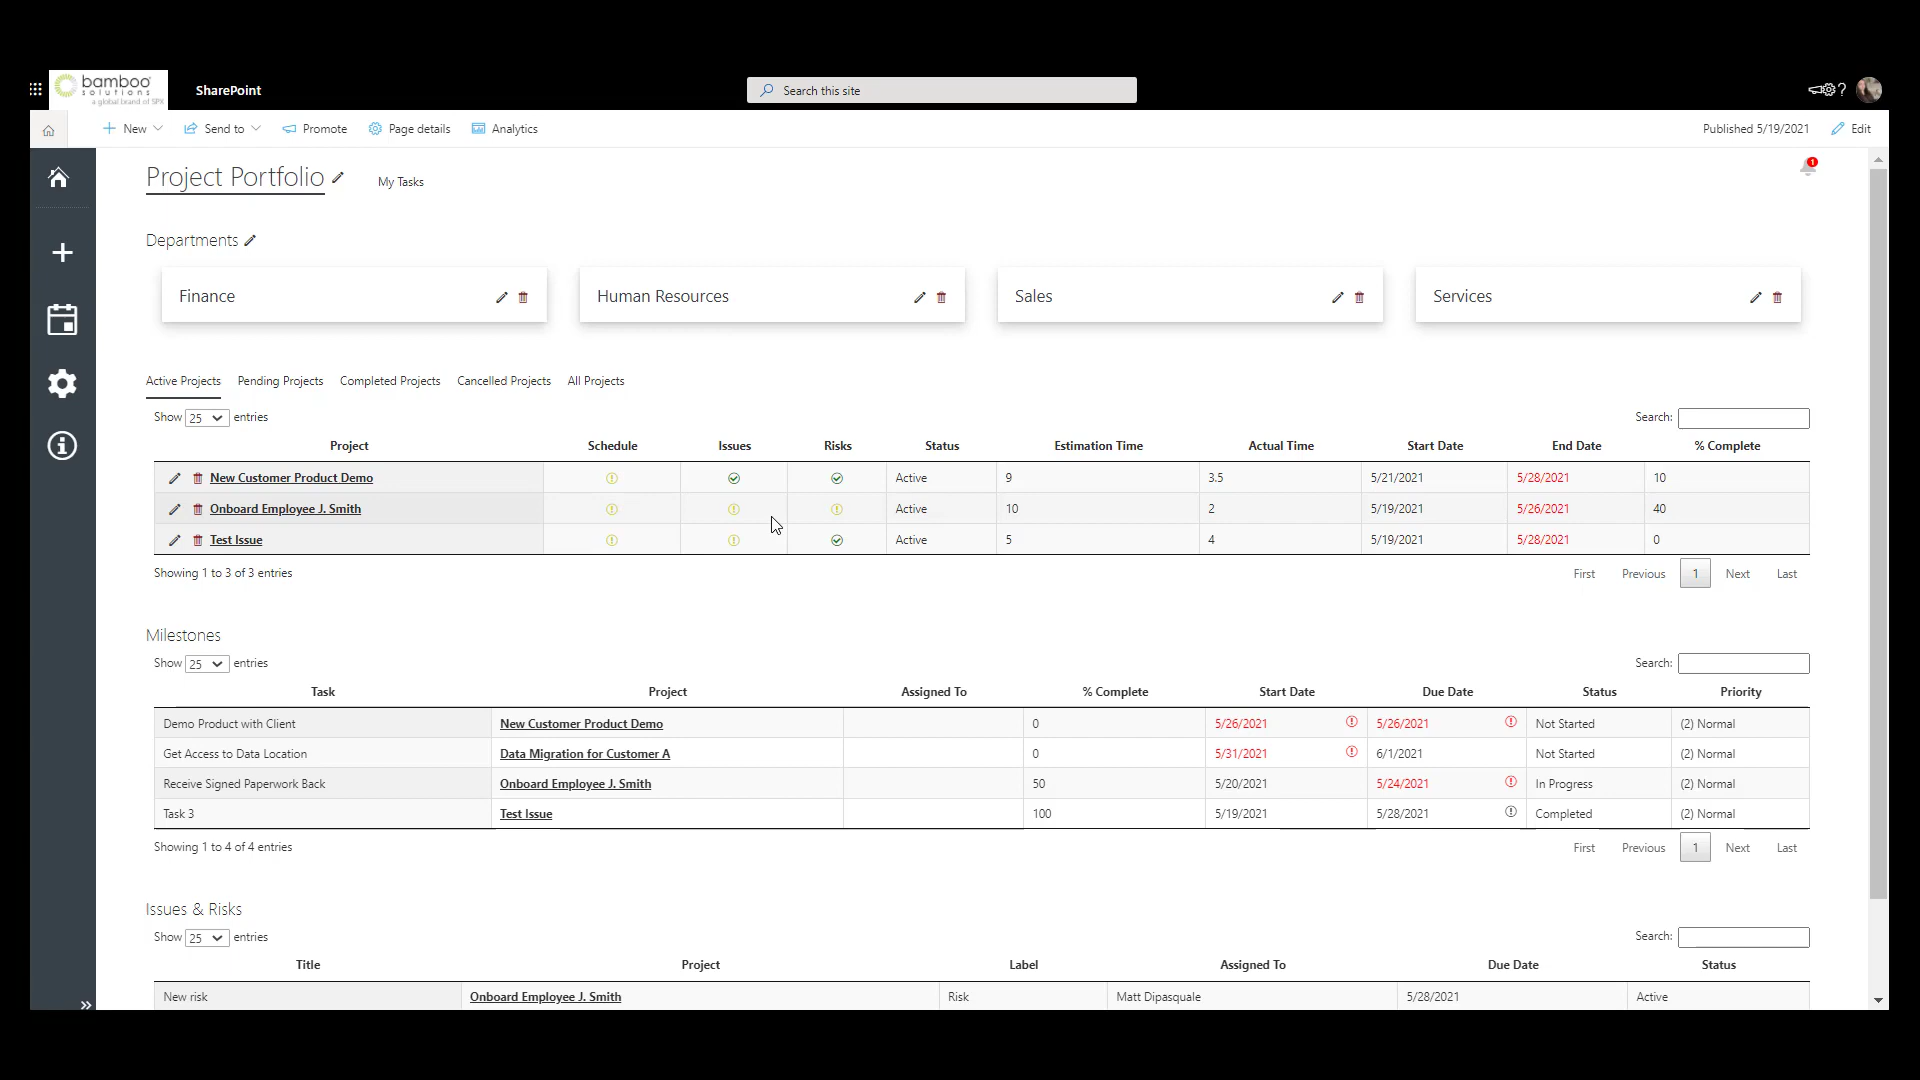 bamboo
solutions
a global brand of SPX
SharePoint
Search this site
?
New
Send to
Promote
Page details
Analytics
Published 5/19/2021
Edit
Project Portfolio
My Tasks
1
Departments
Finance
Human Resources
Sales
Services
Active Projects Pending Projects Completed Projects Cancelled Projects All Projects
Show 25 entries
Search:
Project Schedule Issues Risks Status Estimation Time Actual Time Start Date End Date % Complete
New Customer Product Demo Active 9 3.5 5/21/2021 5/28/2021 10
Onboard Employee J. Smith Active 10 2 5/19/2021 5/26/2021 40
Test Issue Active 5 4 5/19/2021 5/28/2021 0
Showing 1 to 3 of 3 entries
First Previous 1 Next Last
Milestones
Show 25 entries
Search:
Task Project Assigned To % Complete Start Date Due Date Status Priority
Demo Product with Client New Customer Product Demo 0 5/26/2021 5/26/2021 Not Started (2) Normal
Get Access to Data Location Data Migration for Customer A 0 5/31/2021 6/1/2021 Not Started (2) Normal
Receive Signed Paperwork Back Onboard Employee J. Smith 50 5/20/2021 5/24/2021 In Progress (2) Normal
Task 3 Test Issue 100 5/19/2021 5/28/2021 Completed (2) Normal
Showing 1 to 4 of 4 entries
First Previous 1 Next Last
Issues & Risks
Show 25 entries
Search:
Title Project Label Assigned To Due Date Status
New risk Onboard Employee J. Smith Risk Matt Dipasquale 5/28/2021 Active